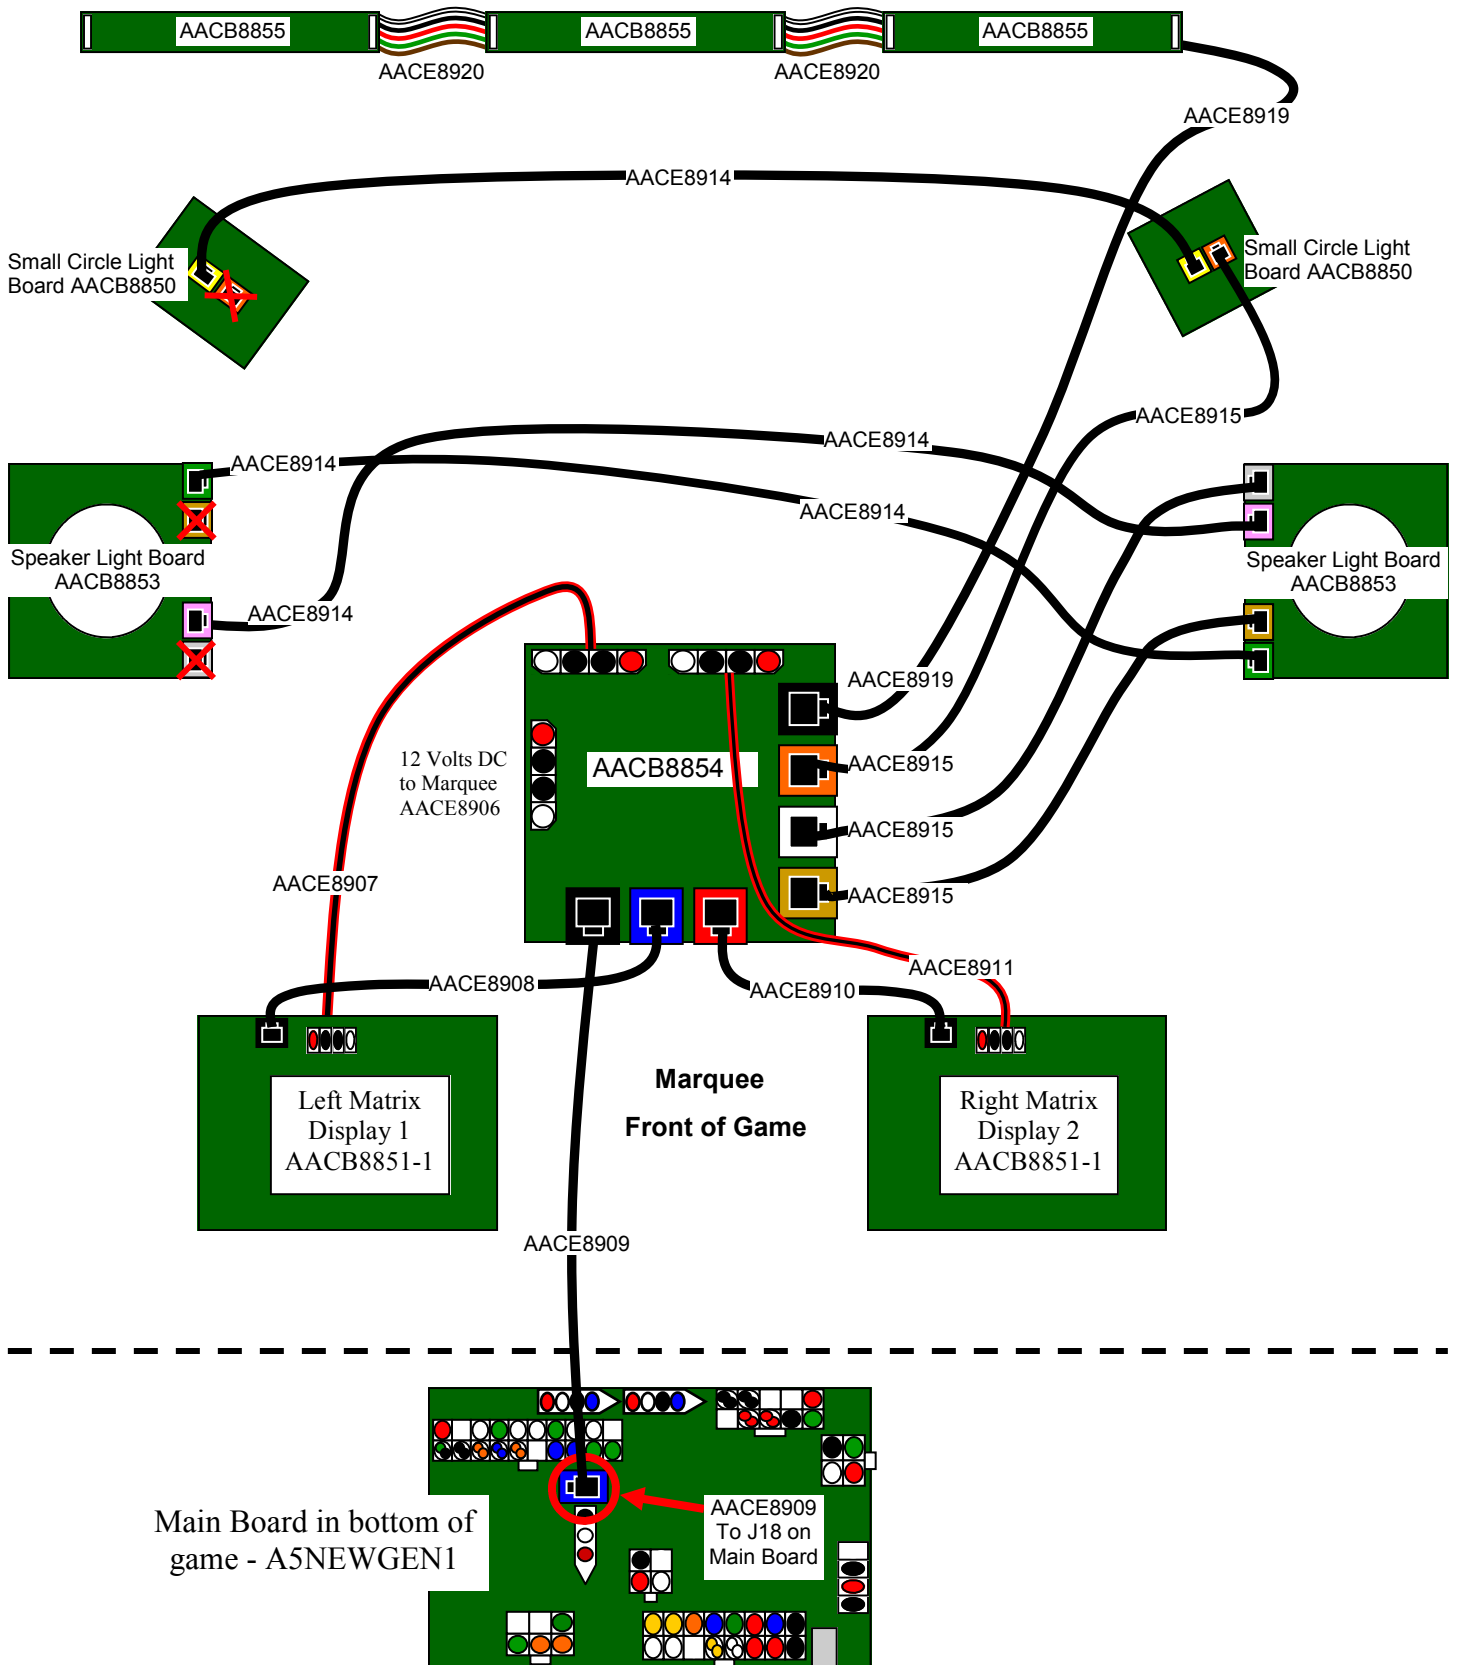 AACB8855
AACB8855
AACB8855
AACE8920
AACE8920
AACE8919
AACE8914
Small Circle Light
Board AACB8850
Small Circle Light
Board AACB8850
AACE8915
AACE8914
AACE8914
AACE8914
Speaker Light Board
AACB8853
Speaker Light Board
AACB8853
AACE8914
AACE8919
12 Volts DC
to Marquee
AACE8906
AACB8854
AACE8915
AACE8915
AACE8907
AACE8915
AACE8911
AACE8908
AACE8910
Marquee
Front of Game
Left Matrix
Display 1
AACB8851-1
Right Matrix
Display 2
AACB8851-1
AACE8909
Main Board in bottom of
game - A5NEWGEN1
AACE8909
To J18 on
Main Board